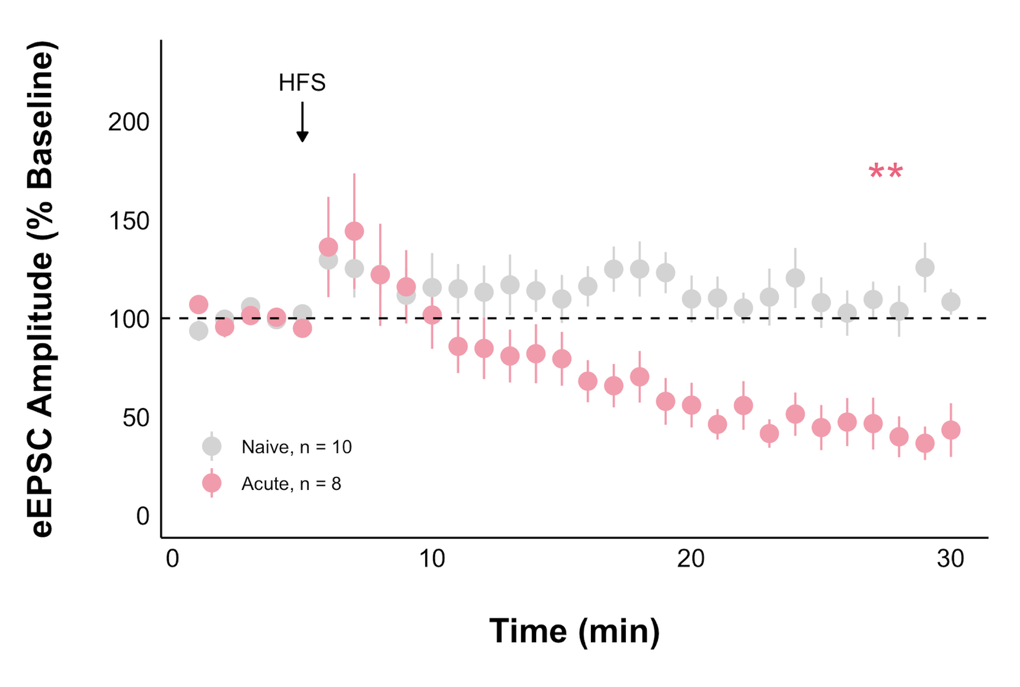 eEPSC Amplitude (% Baseline)
HFS
200
**
150
100
50
Naive, n = 10
Acute, n = 8
0
0 10 20 30
Time (min)